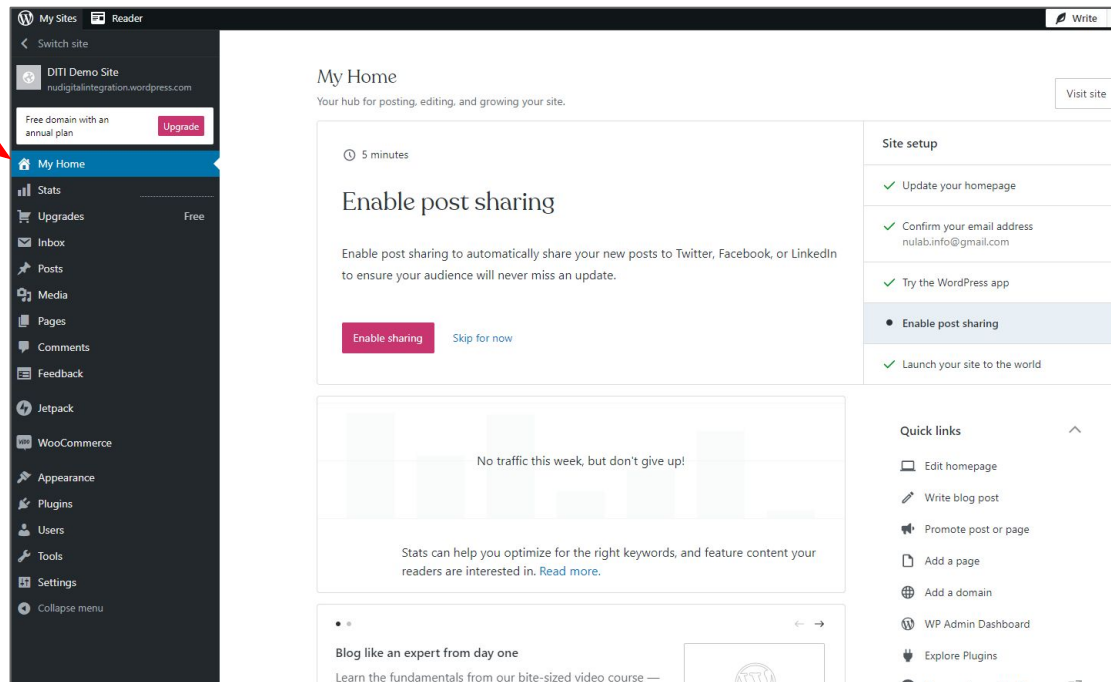 My Sites
Reader
Write
Switch site
DITI Demo Site
nudigitalintegration.wordpress.com
Free domain with an
annual plan
Upgrade
My Home
Stats
Upgrades
Free
Inbox
Posts
Media
Pages
Comments
Feedback
Jetpack
WooCommerce
Appearance
Plugins
Users
Tools
Settings
Collapse menu
My Home
Your hub for posting, editing, and growing your site.
Visit site
5 minutes
Enable post sharing
Enable post sharing to automatically share your new posts to Twitter, Facebook, or LinkedIn
to ensure your audience will never miss an update.
Enable sharing
Skip for now
Site setup
Update your homepage
Confirm your email address
nulab.info@gmail.com
Try the WordPress app
Enable post sharing
Launch your site to the world
No traffic this week, but don't give up!
Stats can help you optimize for the right keywords, and feature content your
readers are interested in. Read more.
Quick links
Edit homepage
Write blog post
Promote post or page
Add a page
Add a domain
WP Admin Dashboard
Explore Plugins
Blog like an expert from day one
Learn the fundamentals from our bite-sized video course —